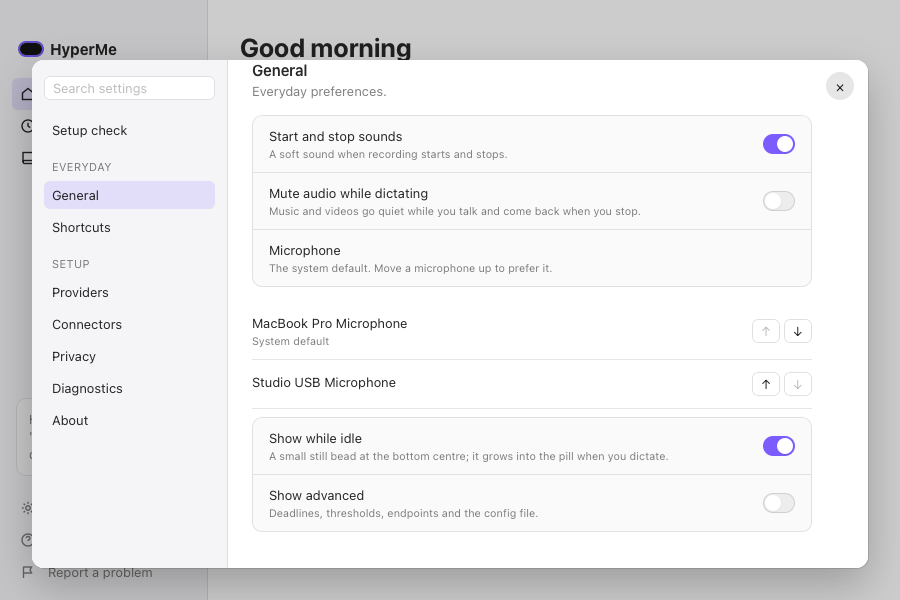 HyperMe
Good morning
Search settings
Setup check
EVERYDAY
General
Shortcuts
SETUP
Providers
Connectors
Privacy
Diagnostics
About
General
Everyday preferences.
Start and stop sounds
A soft sound when recording starts and stops.
Mute audio while dictating
Music and videos go quiet while you talk and come back when you stop.
Microphone
The system default. Move a microphone up to prefer it.
MacBook Pro Microphone
System default
Studio USB Microphone
Show while idle
A small still bead at the bottom centre; it grows into the pill when you dictate.
Show advanced
Deadlines, thresholds, endpoints and the config file.
Report a problem